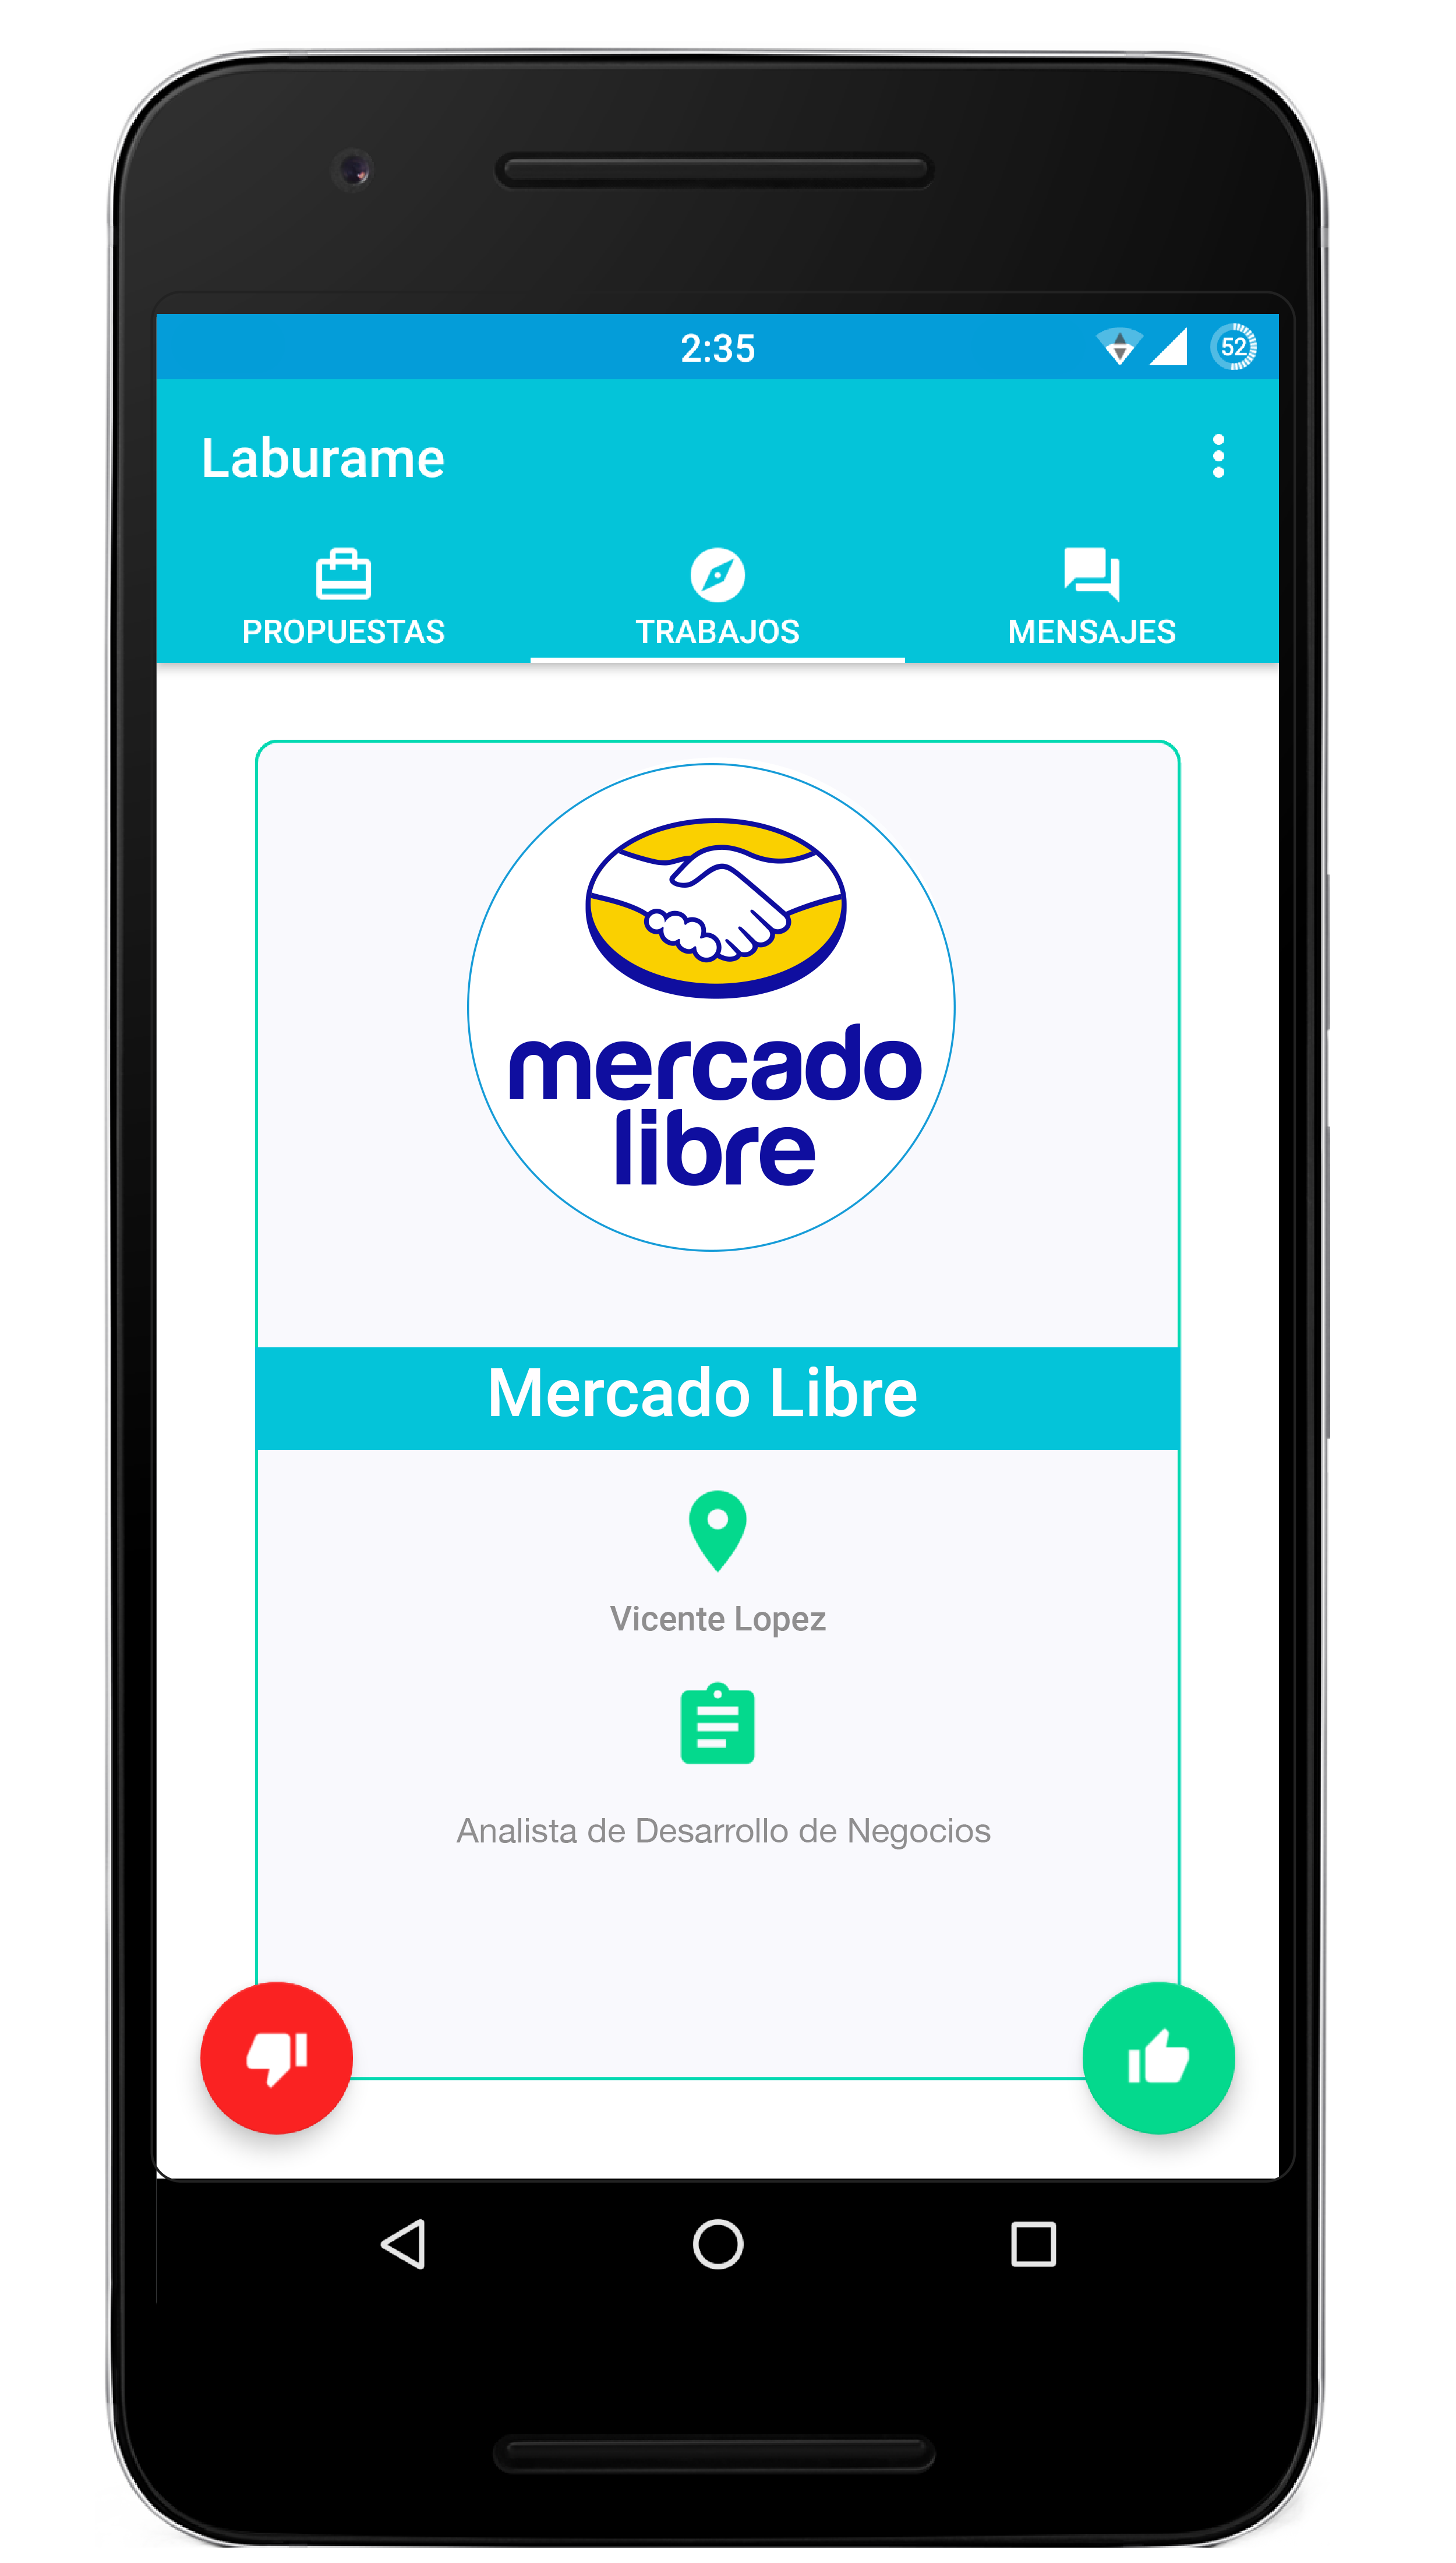 2:35
52
Laburame
PROPUESTAS
TRABAJOS
MENSAJES
mercado
libre
Mercado Libre
Vicente Lopez
Analista de Desarrollo de Negocios